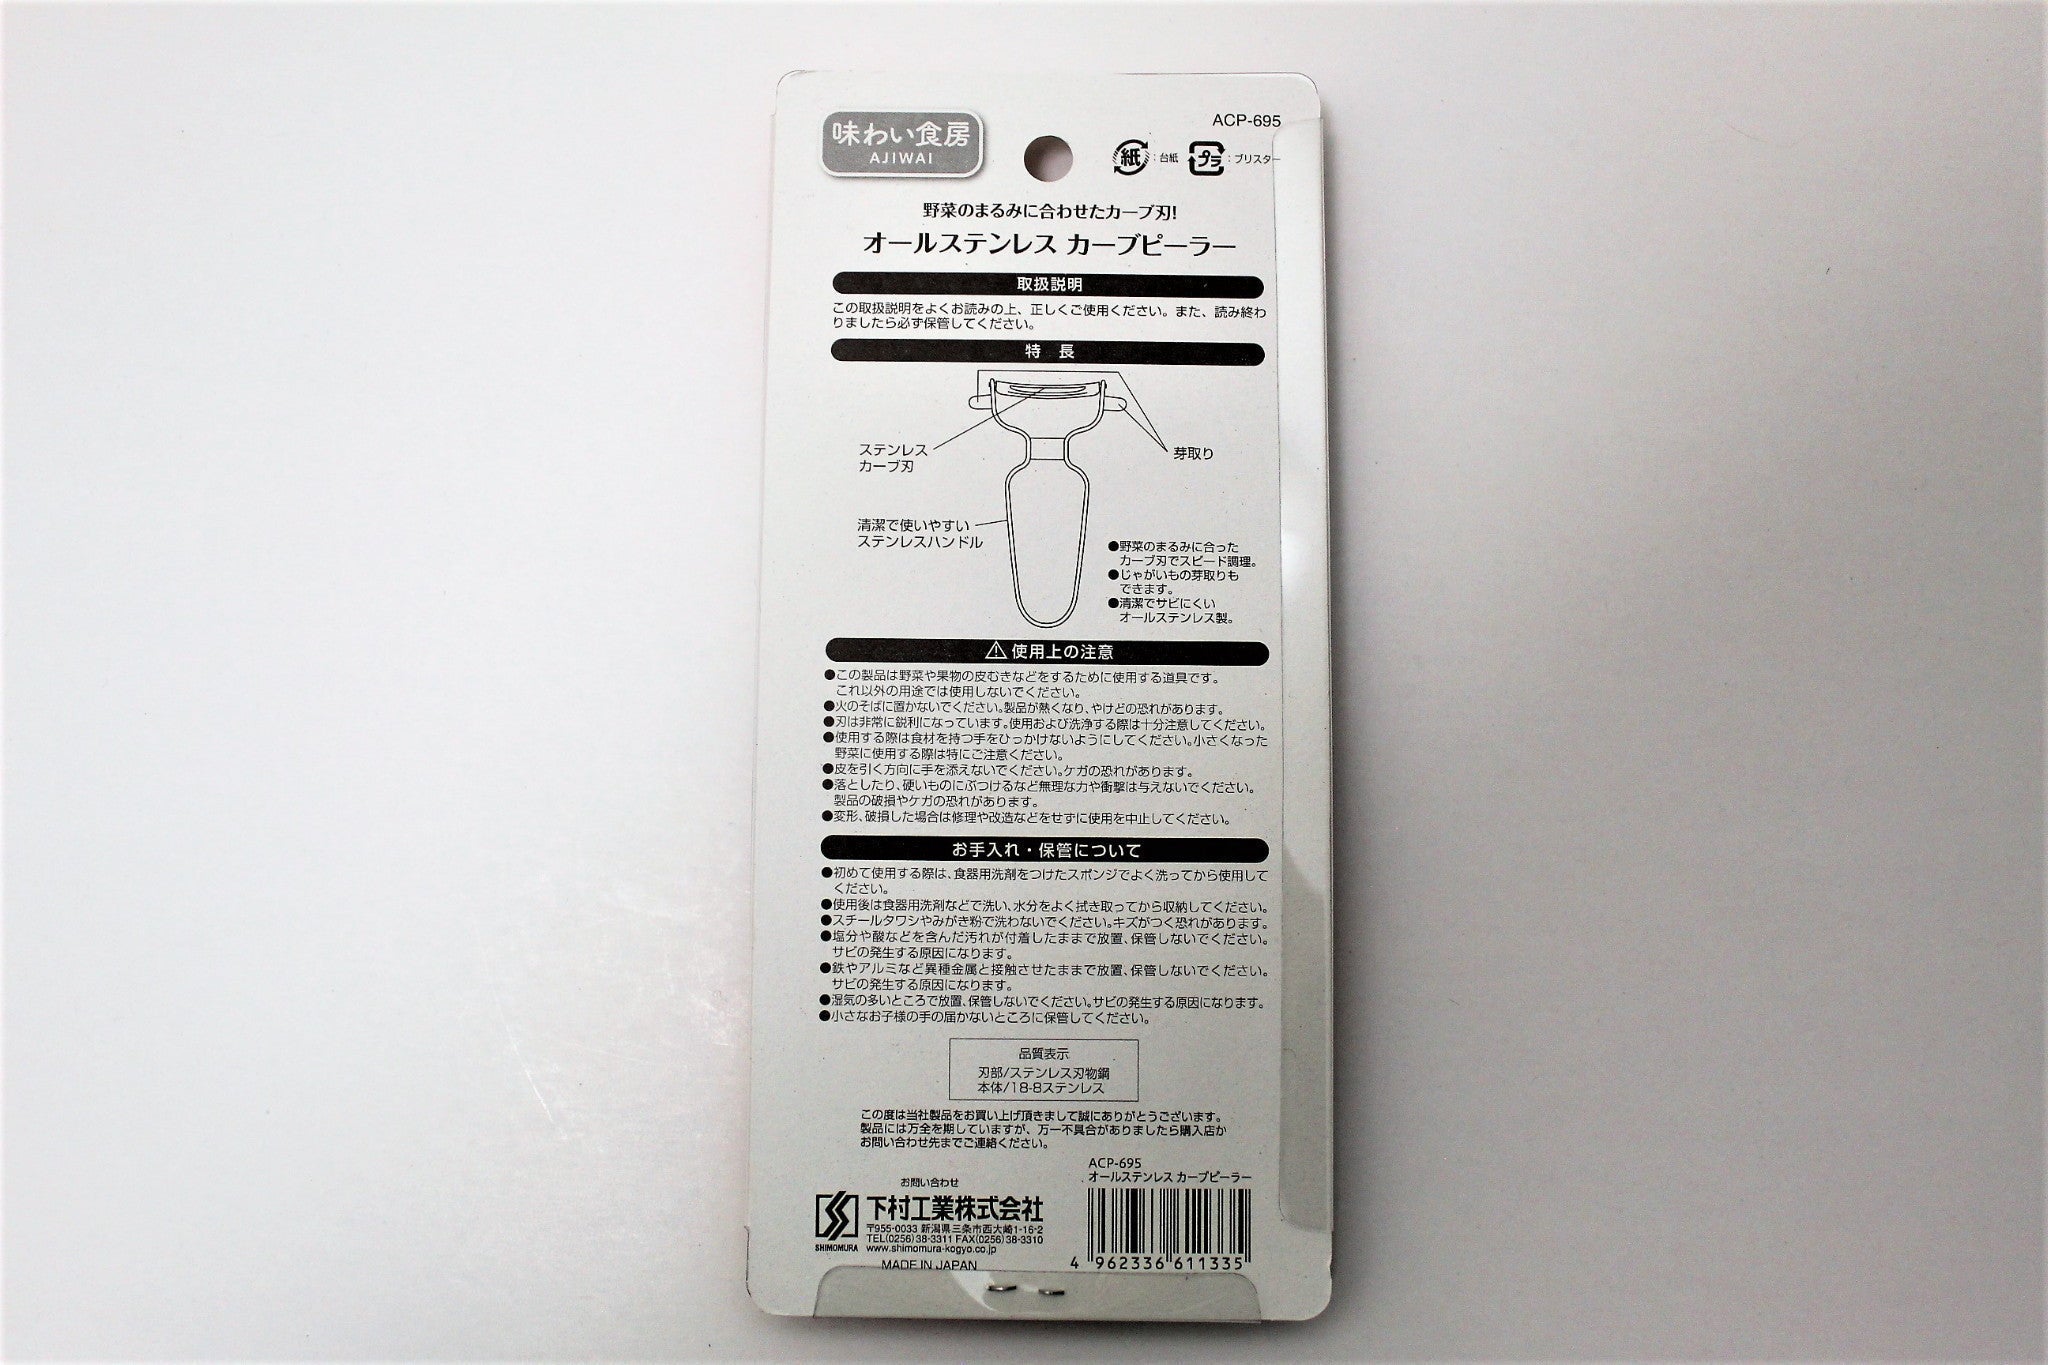 味わい食房
AJIWAI
ACP-695
紙:台紙 プラ:ブリスター
野菜のまるみに合わせたカーブ刃!
オールステンレス カーブピーラー
取扱説明
この取扱説明をよくお読みの上、正しくご使用ください。また、読み終わ
りましたら必ず保管してください。
特 長
ステンレス
カーブ刃
芽取り
清潔で使いやすい
ステンレスハンドル
●野菜のまるみに合った
カーブ刃でスピード調理。
●じゃがいもの芽取りも
できます。
●清潔でサビにくい
オールステンレス製。
⚠使用上の注意
●この製品は野菜や果物の皮むきなどをするために使用する道具です。
これ以外の用途では使用しないでください。
●火のそばに置かないでください。製品が熱くなり、やけどの恐れがあります。
●刃は非常に鋭利になっています。使用および洗浄する際は十分注意してください。
●使用する際は食材を持つ手をひっかけないようにしてください。小さくなった
野菜に使用する際は特にご注意ください。
●皮を引く方向に手を添えないでください。ケガの恐れがあります。
●落としたり、硬いものにぶつけるなど無理な力や衝撃は与えないでください。
製品の破損やケガの恐れがあります。
●変形、破損した場合は修理や改造などをせずに使用を中止してください。
お手入れ・保管について
●初めて使用する際は、食器用洗剤をつけたスポンジでよく洗ってから使用して
ください。
●使用後は食器用洗剤などで洗い、水分をよく拭き取ってから収納してください。
●スチールタワシやみがき粉で洗わないでください。キズがつく恐れがあります。
●塩分や酸などを含んだ汚れが付着したままで放置、保管しないでください。
サビの発生する原因になります。
●鉄やアルミなど異種金属と接触させたままで放置、保管しないでください。
サビの発生する原因になります。
●湿気の多いところで放置、保管しないでください。サビの発生する原因になります。
●小さなお子様の手の届かないところに保管してください。
品質表示
刃部/ステンレス刃物鋼
本体/18-8ステンレス
この度は当社製品をお買い上げ頂きまして誠にありがとうございます。
製品には万全を期していますが、万一不具合がありましたら購入店か
お問い合わせ先までご連絡ください。
お問い合わせ
SHIMOMURA
下村工業株式会社
〒955-0033 新潟県三条市西大崎1-16-2
TEL(0256)38-3311 FAX(0256)38-3310
www.shimomura-kogyo.co.jp
MADE IN JAPAN
ACP-695
オールステンレス カーブピーラー
4 962336 611335